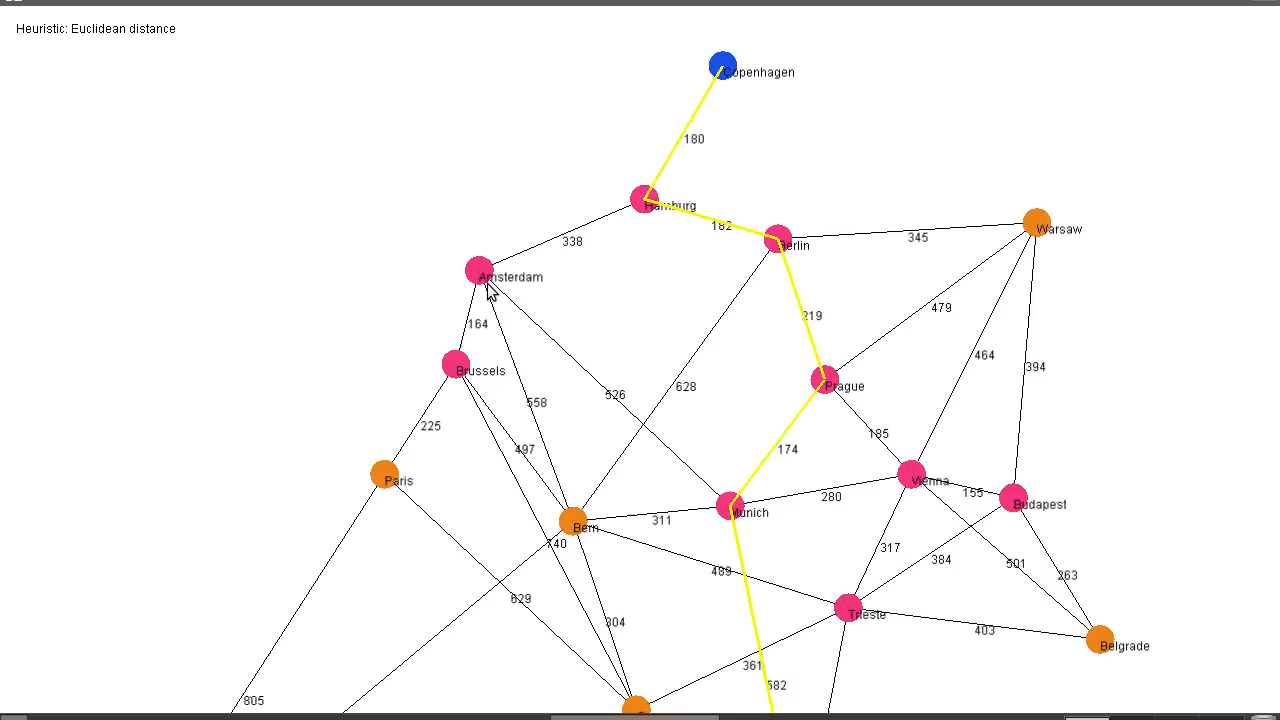 Heuristic: Euclidean distance
Copenhagen
180
Hamburg
182
Berlin
Warsaw
345
338
Amsterdam
479
219
164
464
394
Brussels
Prague
628
526
558
225
185
497
174
Paris
Vienna
155
280
Budapest
Munich
311
Bern
740
317
384
501
489
263
629
304
Trieste
403
Belgrade
361
582
805